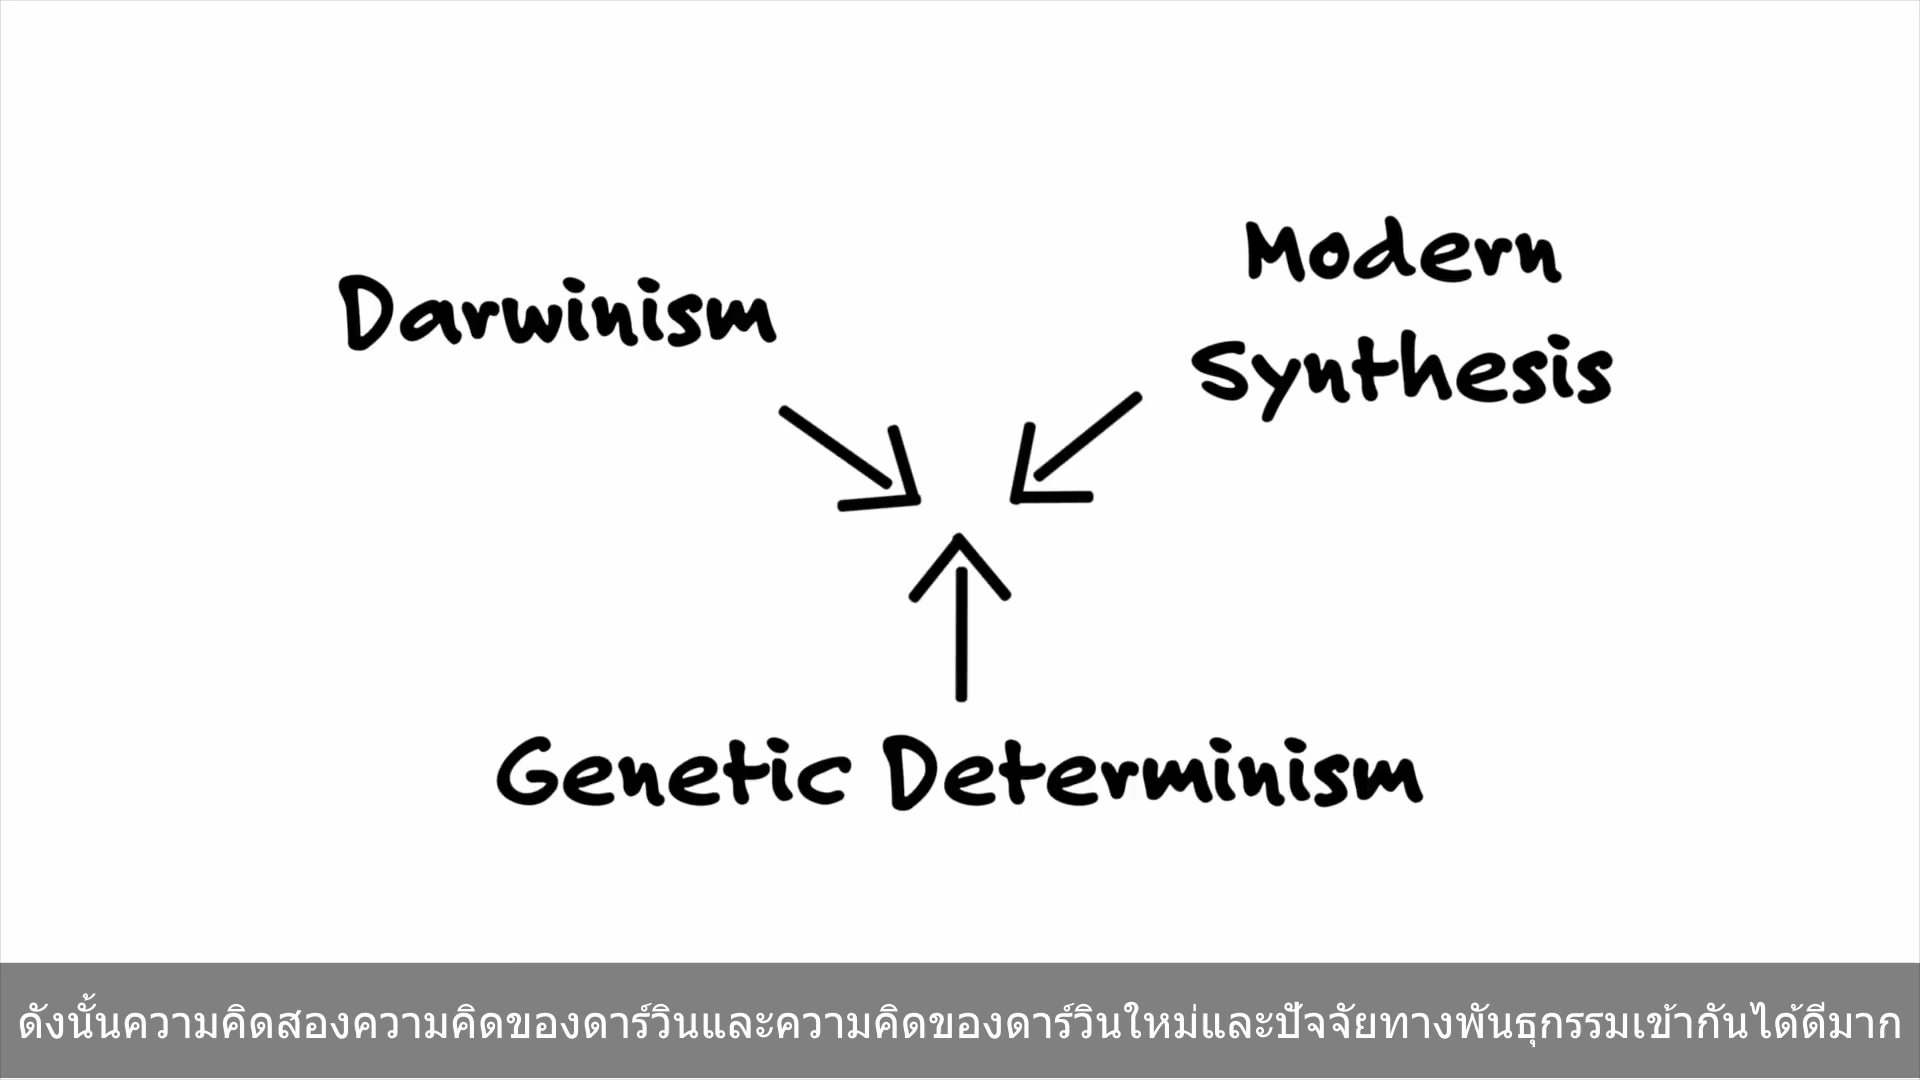 Darwinism
Modern
Synthesis
Genetic Determinism
ดังนั้นความคิดสองความคิดของดาร์วินและความคิดของดาร์วินใหม่และปัจจัยทางพันธุกรรมเข้ากันได้ดีมาก